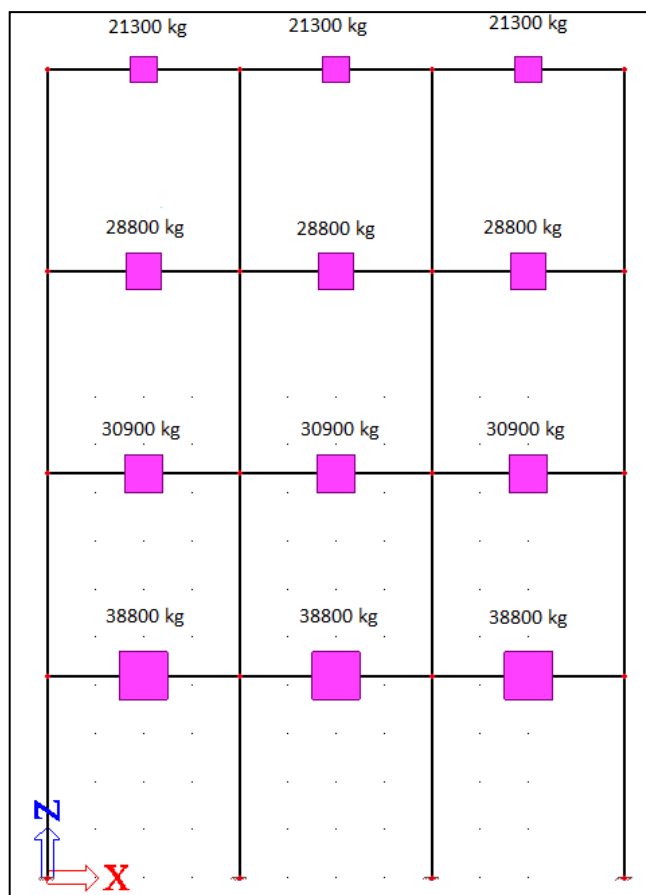 21300 kg 21300 kg 21300 kg
28800 kg 28800 kg 28800 kg
30900 kg 30900 kg 30900 kg
38800 kg 38800 kg 38800 kg
Z
X